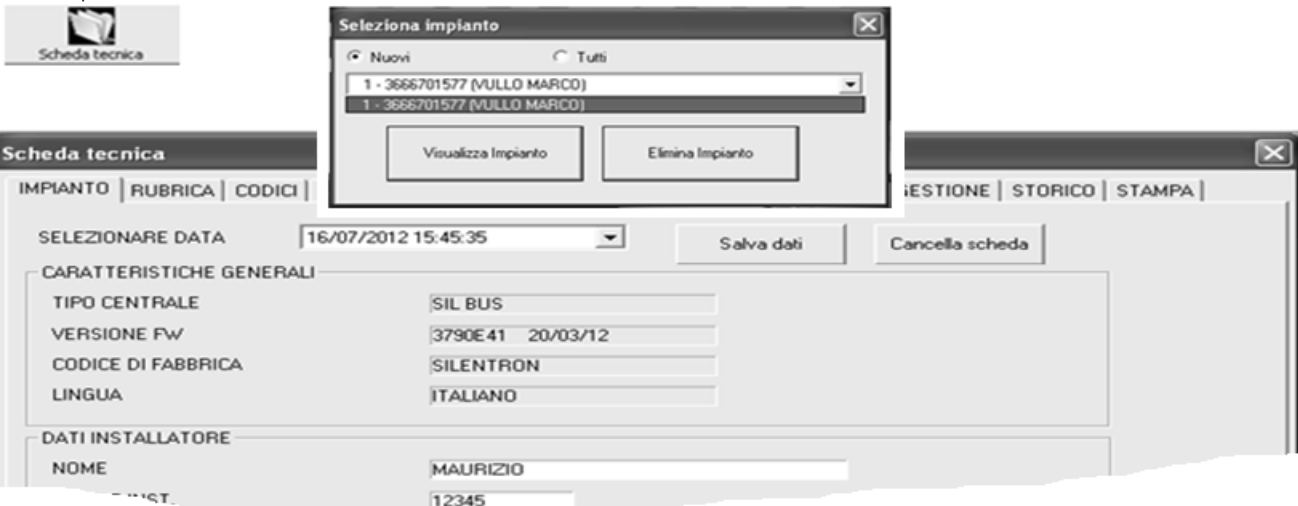 Scheda tecnica
Seleziona impianto
Nuovi Tutti
1 - 3666701577 (VULLO MARCO)
1 - 3666701577 (VULLO MARCO)
Visualizza Impianto Elimina Impianto
Scheda tecnica
IMPIANTO RUBRICA CODICI GESTIONE STORICO STAMPA
SELEZIONARE DATA 16/07/2012 15:45:35 Salva dati Cancella scheda
CARATTERISTICHE GENERALI
TIPO CENTRALE SIL BUS
VERSIONE FW 3790E41 20/03/12
CODICE DI FABBRICA SILENTRON
LINGUA ITALIANO
DATI INSTALLATORE
NOME MAURIZIO
INST. 12345